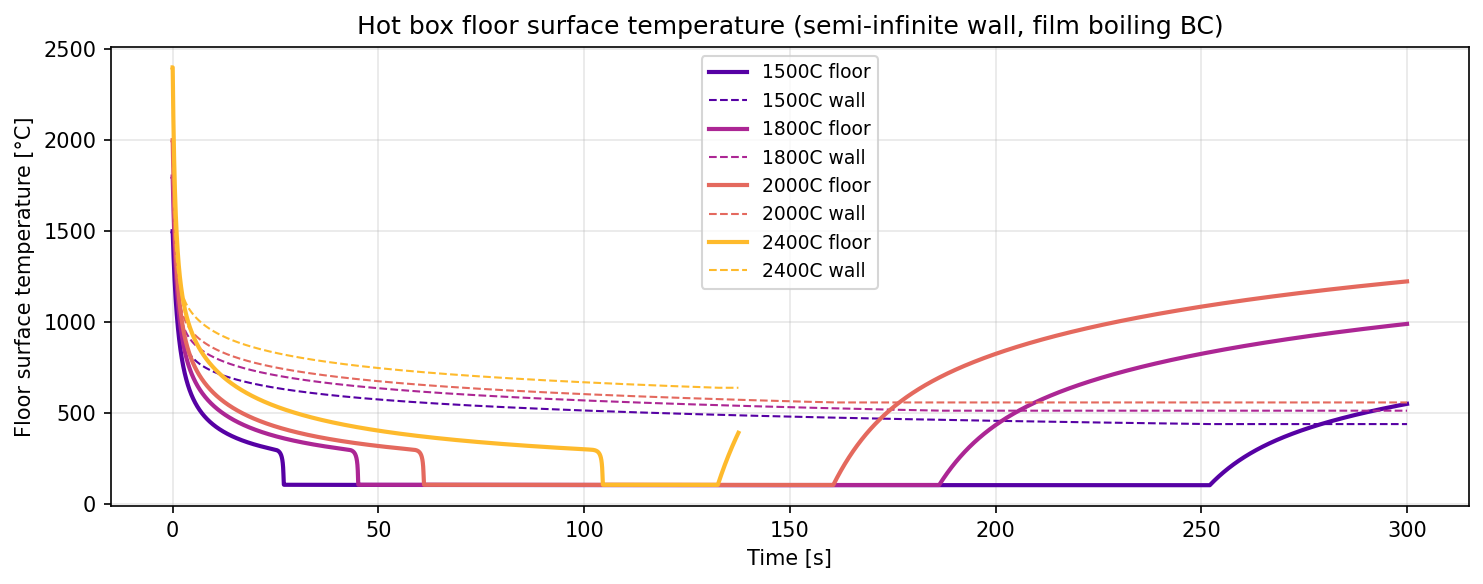 Hot box floor surface temperature (semi-infinite wall, film boiling BC)
Floor surface temperature [°C]
2500
2000
1500
1000
500
0
1500C floor
1500C wall
1800C floor
1800C wall
2000C floor
2000C wall
2400C floor
2400C wall
0
50
100
150
200
250
300
Time [s]